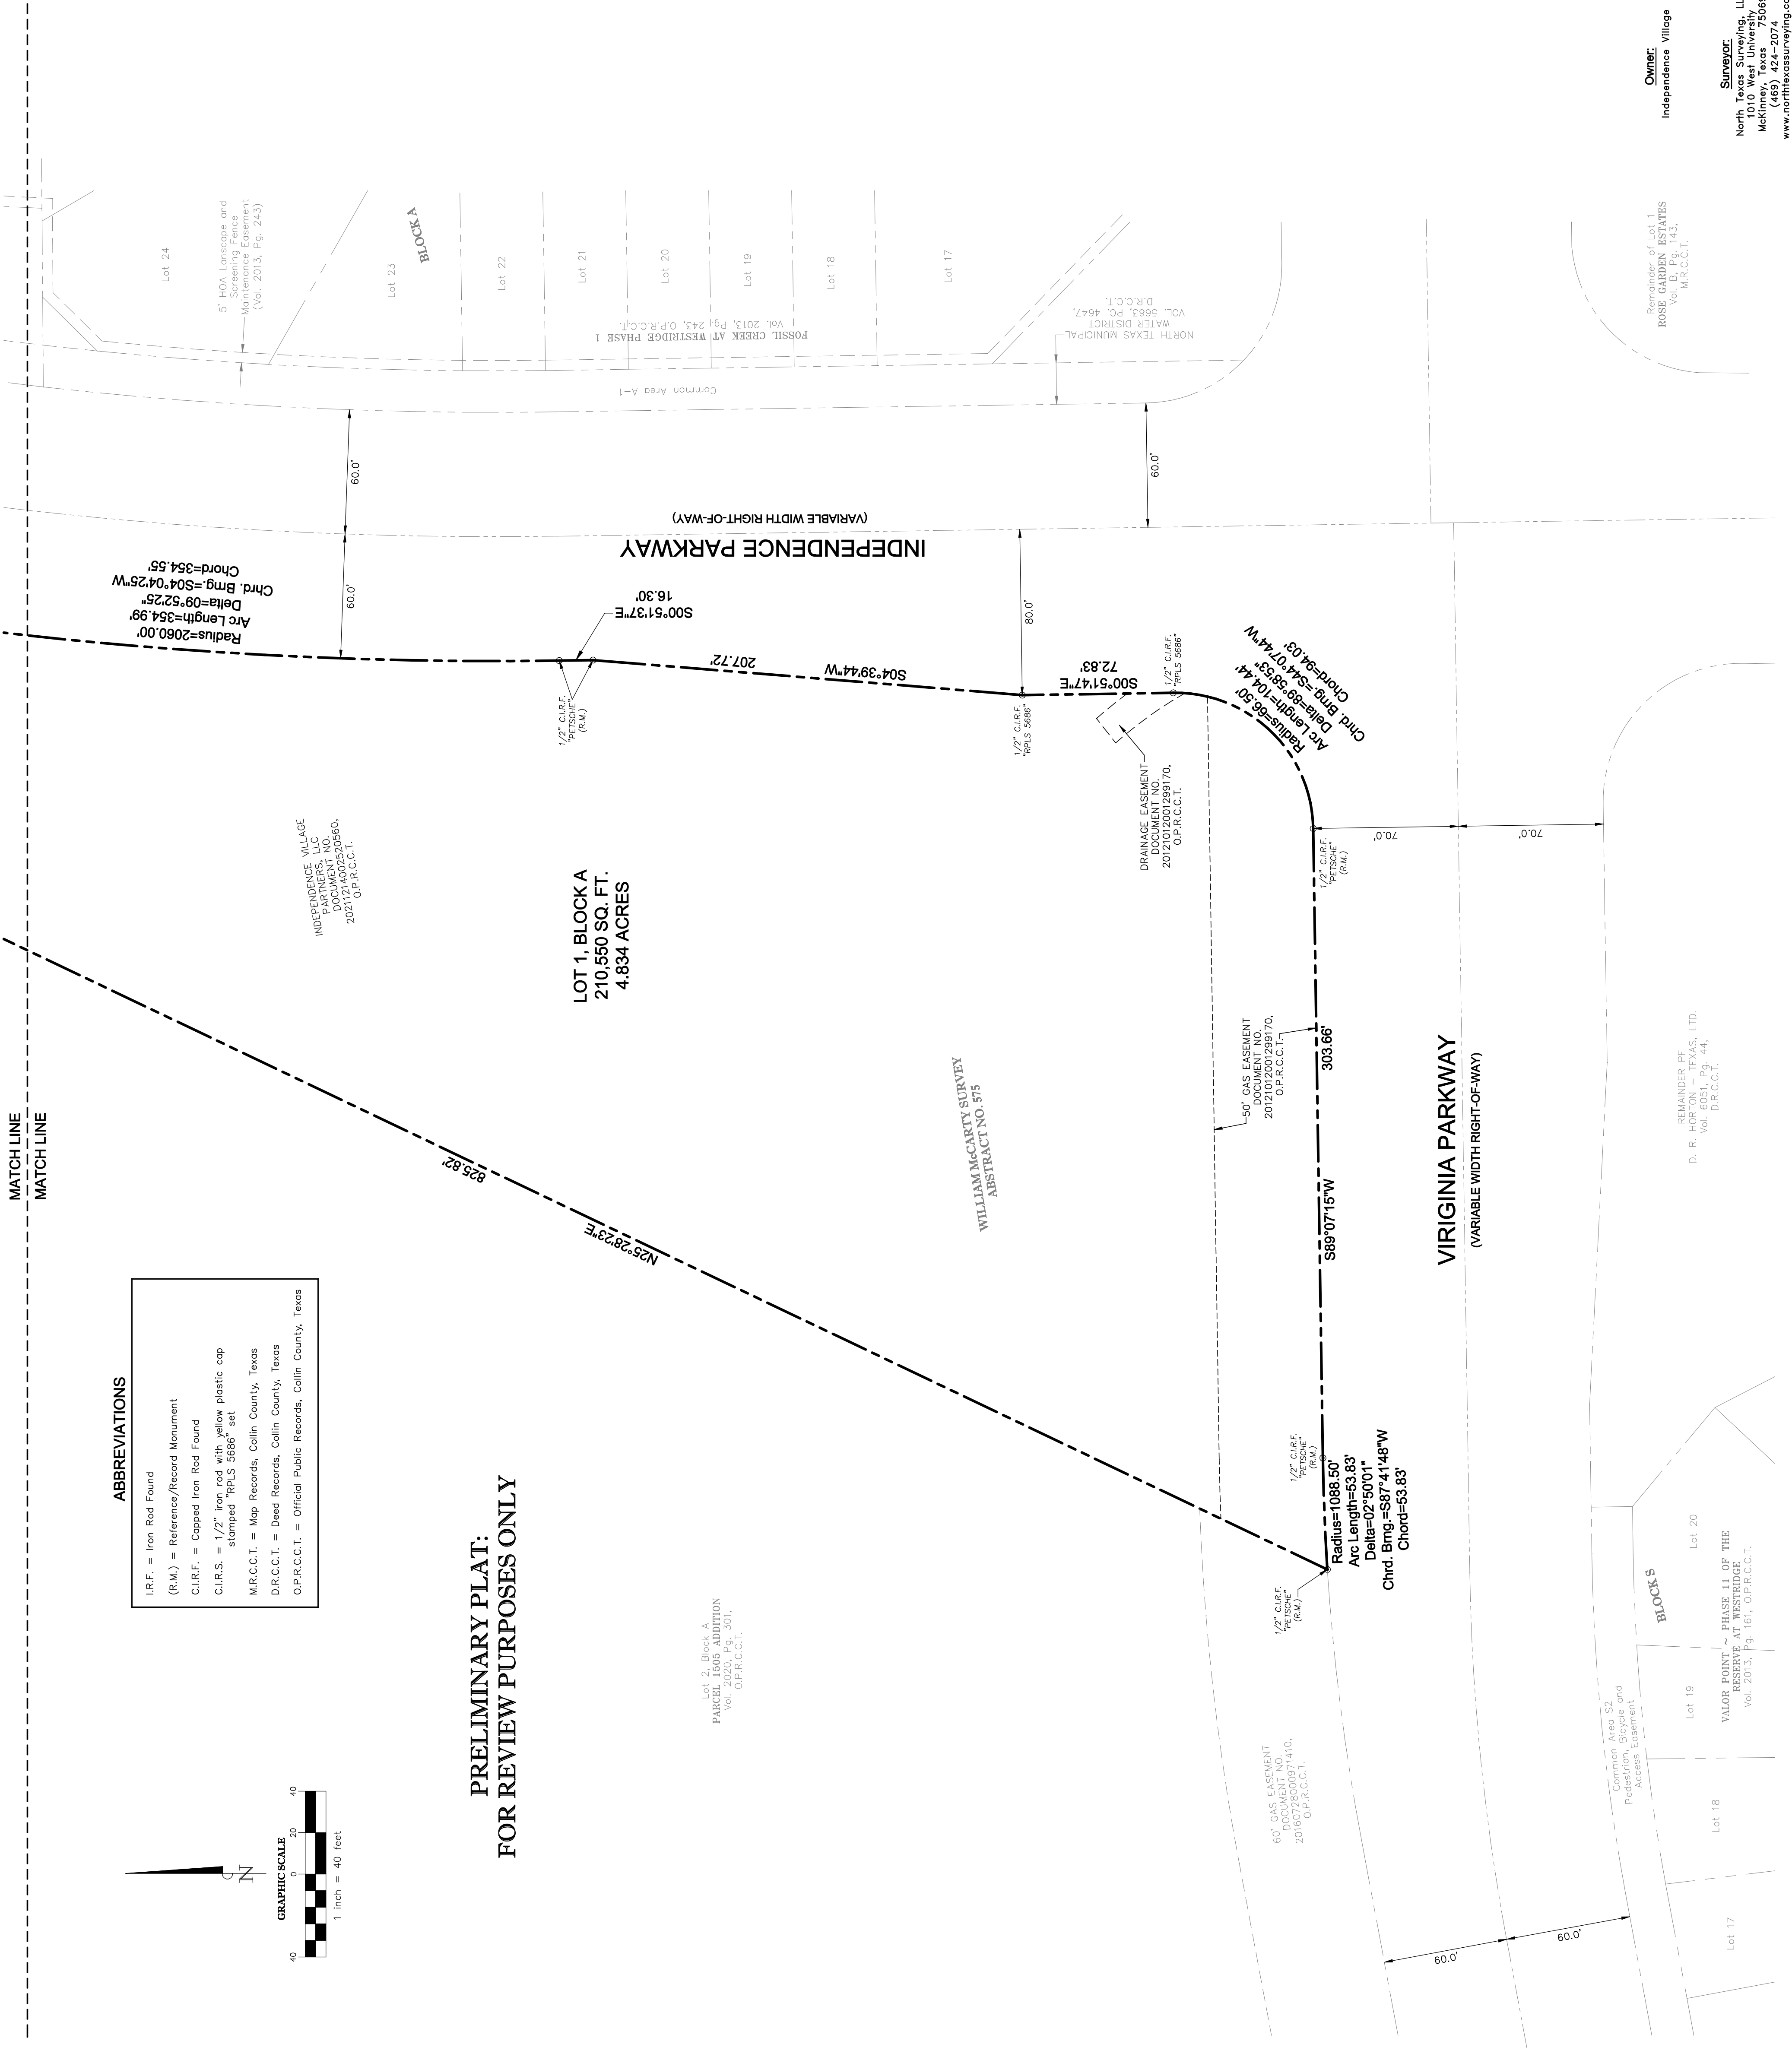 MATCH LINE
MATCH LINE
ABBREVIATIONS
I.R.F. = Iron Rod Found
(R.M.) = Reference/Record Monument
C.I.R.F. = Capped Iron Rod Found
C.I.R.S. = 1/2" iron rod with yellow plastic cap
stamped "RPLS 5686" set
M.R.C.C.T. = Map Records, Collin County, Texas
D.R.C.C.T. = Deed Records, Collin County, Texas
O.P.R.C.C.T. = Official Public Records, Collin County, Texas
N
GRAPHIC SCALE
40
0
20
40
1 inch = 40 feet
PRELIMINARY PLAT:
FOR REVIEW PURPOSES ONLY
Lot 2, Block A
PARCEL 1505 ADDITION
Vol. 2020, Pg. 301,
O.P.R.C.C.T.
825.82'
N25°28'23"E
INDEPENDENCE VILLAGE
PARTNERS, LLC
DOCUMENT NO.
20211214002520560,
O.P.R.C.C.T.
LOT 1, BLOCK A
210,550 SQ. FT.
4.834 ACRES
WILLIAM McCARTY SURVEY
ABSTRACT NO. 575
Radius=2060.00'
Arc Length=354.99'
Delta=09°52'25"
Chrd. Brng.=S04°04'25"W
Chord=354.55'
60.0'
60.0'
S00°51'37"E
16.30'
1/2" C.I.R.F.
"PETSCHE"
(R.M.)
207.72'
S04°39'44"W
INDEPENDENCE PARKWAY
(VARIABLE WIDTH RIGHT-OF-WAY)
80.0'
60.0'
1/2" C.I.R.F.
"RPLS 5686"
S00°51'47"E
72.83'
1/2" C.I.R.F.
"RPLS 5686"
DRAINAGE EASEMENT
DOCUMENT NO.
20121012001299170,
O.P.R.C.C.T.
Radius=66.50'
Arc Length=104.44'
Delta=89°58'53"
Chrd. Brng.=S44°07'44"W
Chord=94.03'
1/2" C.I.R.F.
"PETSCHE"
(R.M.)
70.0'
70.0'
50' GAS EASEMENT
DOCUMENT NO.
20121012001299170,
O.P.R.C.C.T.
303.66'
S89°07'15"W
VIRIGINIA PARKWAY
(VARIABLE WIDTH RIGHT-OF-WAY)
1/2" C.I.R.F.
"PETSCHE"
(R.M.)
Radius=1088.50'
Arc Length=53.83'
Delta=02°50'01"
Chrd. Brng.=S87°41'48"W
Chord=53.83'
1/2" C.I.R.F.
"PETSCHE"
(R.M.)
60' GAS EASEMENT
DOCUMENT NO.
20160728000971410,
O.P.R.C.C.T.
60.0'
60.0'
Lot 24
5' HOA Lanscape and
Screening Fence
Maintenance Easement
(Vol. 2013, Pg. 243)
Lot 23
BLOCK A
Lot 22
Lot 21
Lot 20
Lot 19
Lot 18
Lot 17
FOSSIL CREEK AT WESTRIDGE PHASE 1
Vol. 2013, Pg. 243, O.P.R.C.C.T.
Common Area A-1
NORTH TEXAS MUNICIPAL
WATER DISTRICT
VOL. 5663, PG. 4647,
D.R.C.C.T.
Remainder of Lot 1
ROSE GARDEN ESTATES
Vol. B, Pg. 143,
M.R.C.C.T.
REMAINDER PF
D. R. HORTON - TEXAS, LTD.
Vol. 6051, Pg. 44,
D.R.C.C.T.
BLOCK S
Lot 20
Lot 19
Lot 18
Lot 17
VALOR POINT ~ PHASE 11 OF THE
RESERVE AT WESTRIDGE
Vol. 2013, Pg. 161, O.P.R.C.C.T.
Common Area S2
Pedestrian, Bicycle and
Access Easement
Owner:
Independence Village
Surveyor:
North Texas Surveying,
1010 West University
McKinney, Texas 75069
(469) 424-2074
www.northtexassurveying.co